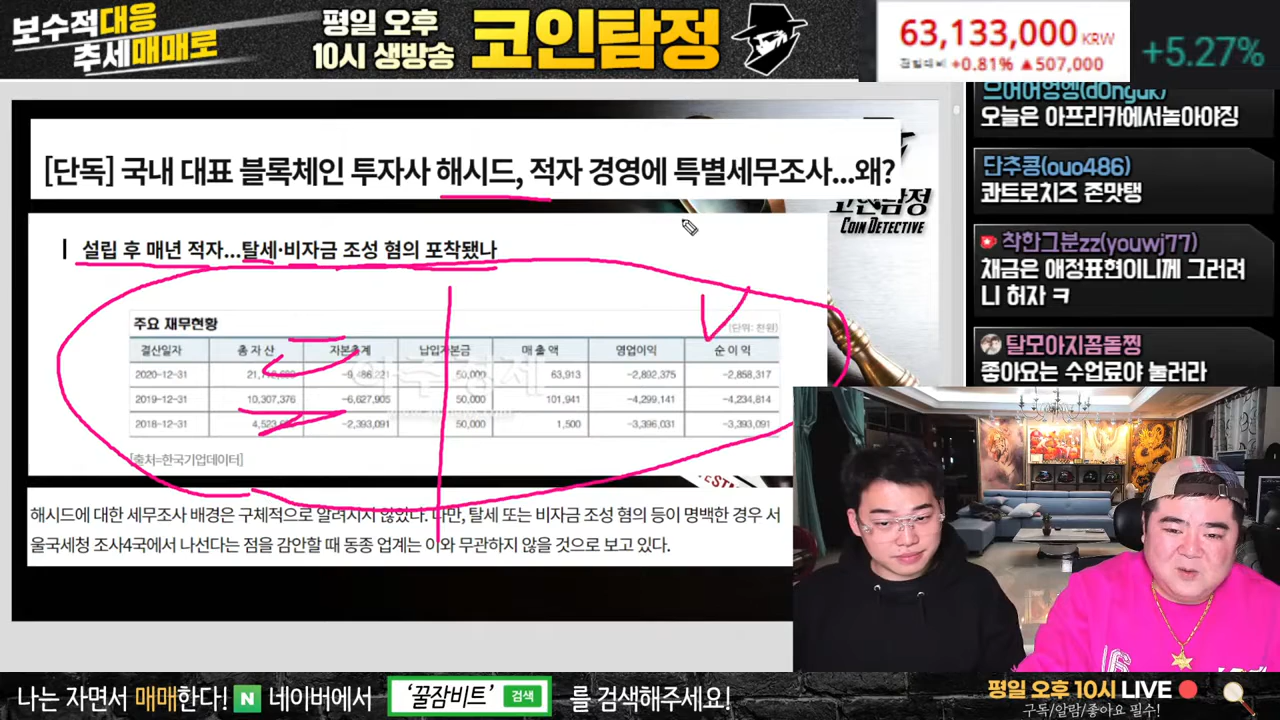 보수적대응
추세매매로
평일 오후
10시 생방송
코인탐정
63,133,000 KRW
전일대비 +0.81% ▲507,000
+5.27%
[단독] 국내 대표 블록체인 투자사 해시드, 적자 경영에 특별세무조사...왜?
코인탐정
COIN DETECTIVE
설립 후 매년 적자...탈세·비자금 조성 혐의 포착됐나
주요 재무현황
(단위: 천원)
결산일자 총 자 산 자본총계 납입자본금 매 출 액 영업이익 순 이 익
2020-12-31 50,000 63,913 -2,892,375 -2,858,317
2019-12-31 10,307,376 -6,627,905 50,000 101,941 -4,299,141 -4,234,814
2018-12-31 -2,393,091 50,000 1,500 -3,396,031 -3,393,091
[출처=한국기업데이터]
해시드에 대한 세무조사 배경은 구체적으로 알려지지 않았다. 다만, 탈세 또는 비자금 조성 혐의 등이 명백한 경우 서
울국세청 조사4국에서 나선다는 점을 감안할 때 동종 업계는 이와 무관하지 않을 것으로 보고 있다.
으어어엉엥(d0nguk)
오늘은 아프리카에서놀아야징
단추콩(ouo486)
콰트로치즈 존맛탱
착한그분zz(youwj77)
채금은 애정표현이니께 그러려
니 허자 ㅋ
탈모아지꼼돌찡
좋아요는 수업료야 눌러라
나는 자면서 매매한다! N 네이버에서 '꿀잠비트' 검색 를 검색해주세요!
평일 오후 10시 LIVE
구독/알람/좋아요 필수!